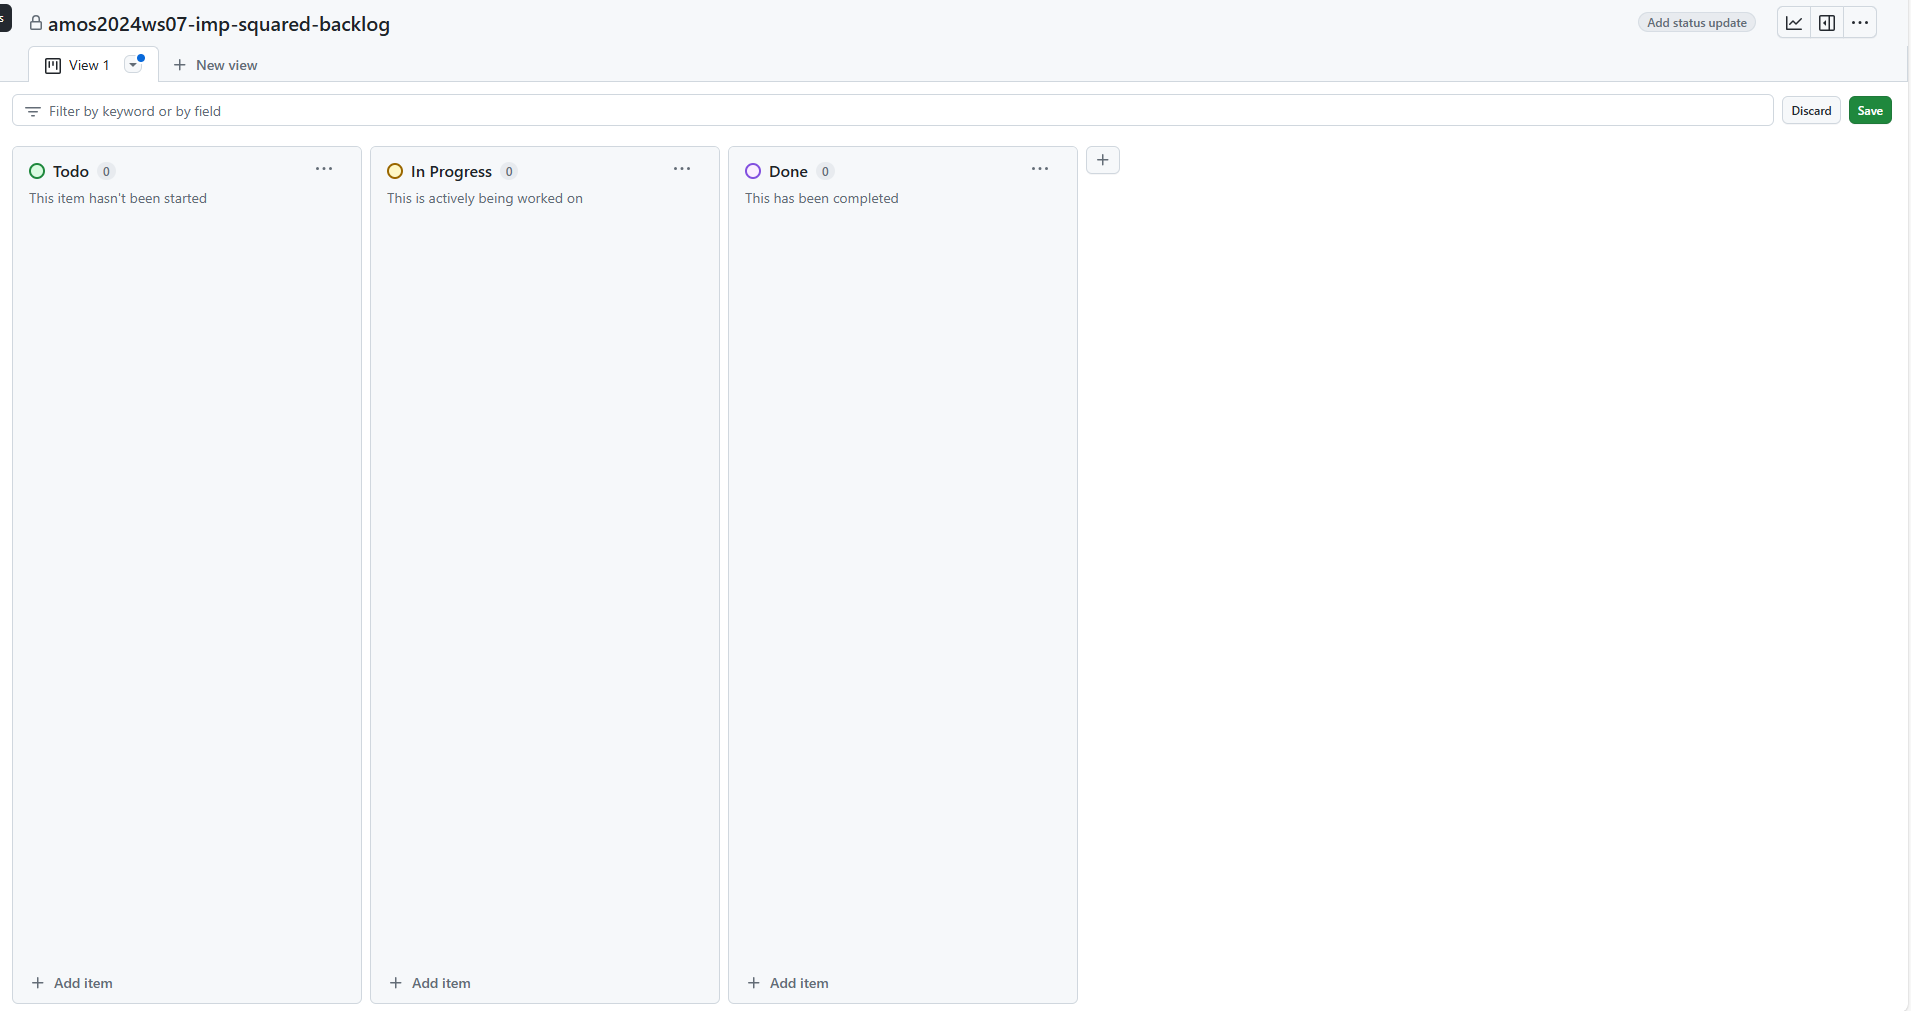 s
amos2024ws07-imp-squared-backlog
Add status update
View 1
New view
Filter by keyword or by field
Discard
Save
Todo 0
This item hasn't been started
In Progress 0
This is actively being worked on
Done 0
This has been completed
Add item
Add item
Add item